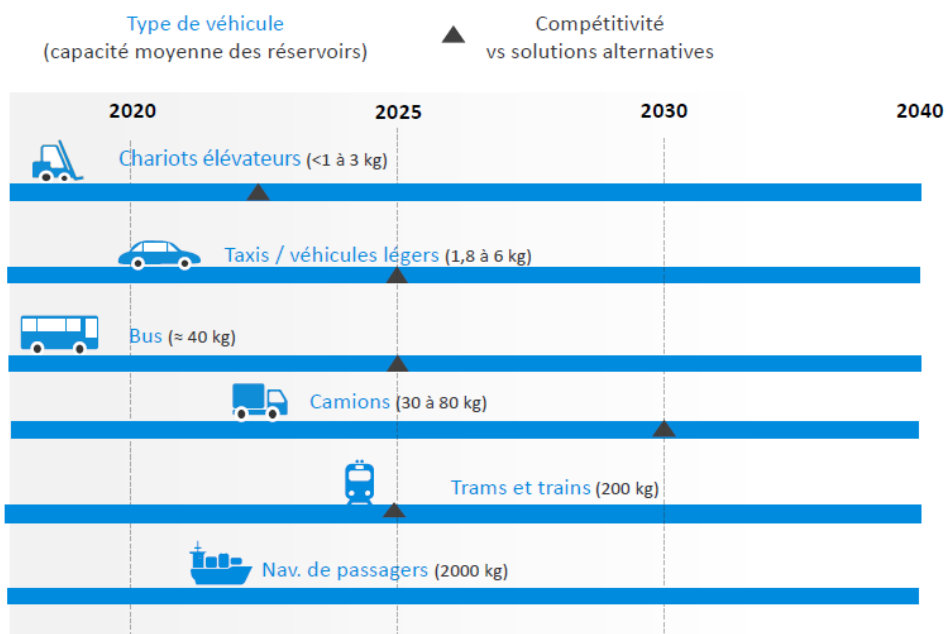 Type de véhicule
(capacité moyenne des réservoirs)
Compétitivité
vs solutions alternatives
2020 2025 2030 2040
Chariots élévateurs (<1 à 3 kg)
Taxis / véhicules légers (1,8 à 6 kg)
Bus (≈ 40 kg)
Camions (30 à 80 kg)
Trams et trains (200 kg)
Nav. de passagers (2000 kg)